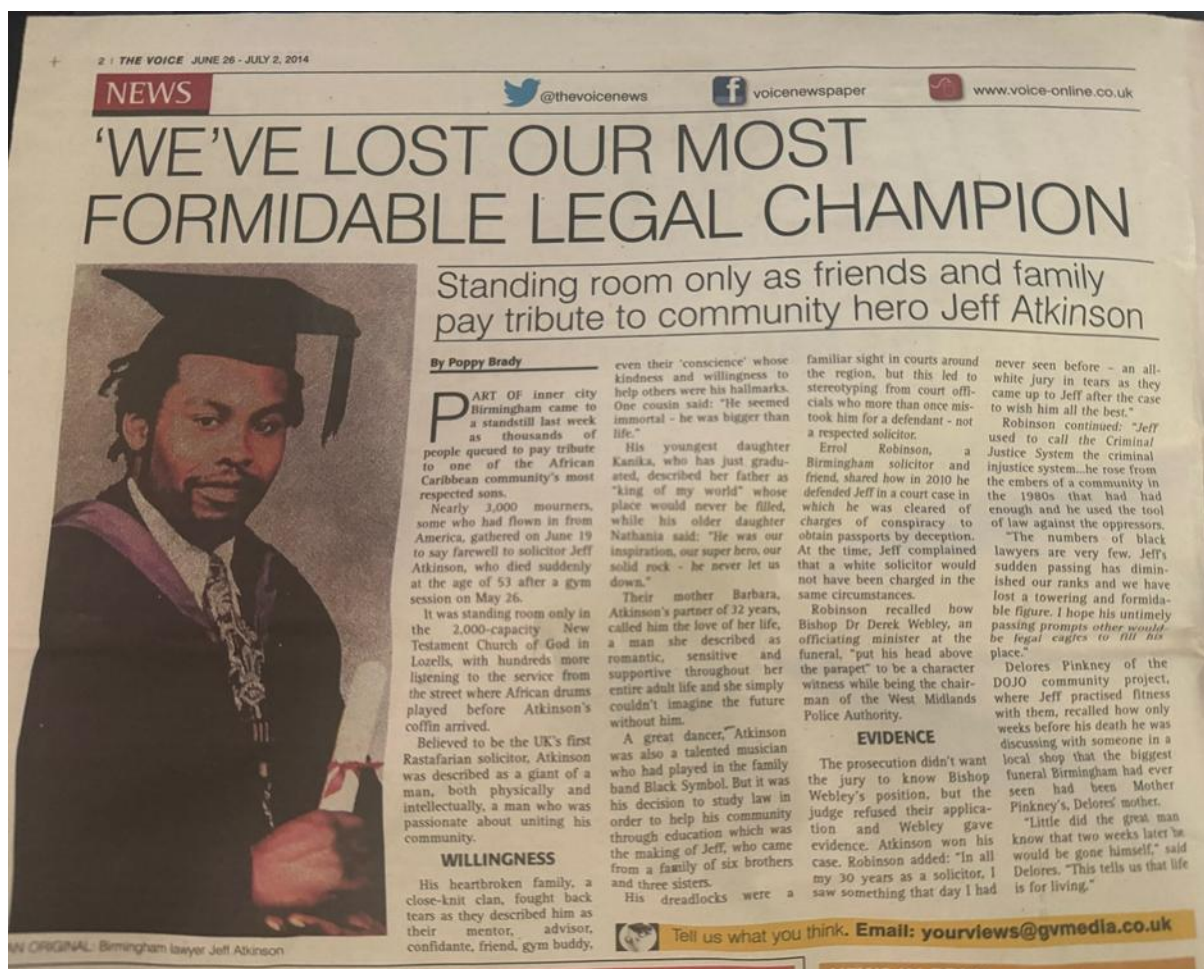 2 | THE VOICE JUNE 26 - JULY 2, 2014
NEWS
@thevoicenews
voicenewspaper
www.voice-online.co.uk
‘WE’VE LOST OUR MOST
FORMIDABLE LEGAL CHAMPION
Standing room only as friends and family
pay tribute to community hero Jeff Atkinson
By Poppy Brady
PART OF inner city
Birmingham came to
a standstill last week
as thousands of
people queued to pay tribute
to one of the African
Caribbean community's most
respected sons.
Nearly 3,000 mourners,
some who had flown in from
America, gathered on June 19
to say farewell to solicitor Jeff
Atkinson, who died suddenly
at the age of 53 after a gym
session on May 26.
It was standing room only in
the 2,000-capacity New
Testament Church of God in
Lozells, with hundreds more
listening to the service from
the street where African drums
played before Atkinson's
coffin arrived.
Believed to be the UK's first
Rastafarian solicitor, Atkinson
was described as a giant of a
man, both physically and
intellectually, a man who was
passionate about uniting his
community.
WILLINGNESS
His heartbroken family, a
close-knit clan, fought back
tears as they described him as
their mentor, advisor,
confidante, friend, gym buddy,
even their 'conscience' whose
kindness and willingness to
help others were his hallmarks.
One cousin said: "He seemed
immortal - he was bigger than
life."
His youngest daughter
Kanika, who has just gradu-
ated, described her father as
"king of my world" whose
place would never be filled,
while his older daughter
Nathania said: "He was our
inspiration, our super hero, our
solid rock - he never let us
down."
Their mother Barbara,
Atkinson's partner of 32 years,
called him the love of her life,
a man she described as
romantic, sensitive and
supportive throughout her
entire adult life and she simply
couldn't imagine the future
without him.
A great dancer, Atkinson
was also a talented musician
who had played in the family
band Black Symbol. But it was
his decision to study law in
order to help his community
through education which was
the making of Jeff, who came
from a family of six brothers
and three sisters.
His dreadlocks were a
familiar sight in courts around
the region, but this led to
stereotyping from court offi-
cials who more than once mis-
took him for a defendant - not
a respected solicitor.
Errol Robinson, a
Birmingham solicitor and
friend, shared how in 2010 he
defended Jeff in a court case in
which he was cleared of
charges of conspiracy to
obtain passports by deception.
At the time, Jeff complained
that a white solicitor would
not have been charged in the
same circumstances.
Robinson recalled how
Bishop Dr Derek Webley, an
officiating minister at the
funeral, "put his head above
the parapet" to be a character
witness while being the chair-
man of the West Midlands
Police Authority.
EVIDENCE
The prosecution didn't want
the jury to know Bishop
Webley's position, but the
judge refused their applica-
tion and Webley gave
evidence. Atkinson won his
case. Robinson added: "In all
my 30 years as a solicitor, I
saw something that day I had
never seen before - an all-
white jury in tears as they
came up to Jeff after the case
to wish him all the best."
Robinson continued: "Jeff
used to call the Criminal
Justice System the criminal
injustice system...he rose from
the embers of a community in
the 1980s that had had
enough and he used the tool
of law against the oppressors.
"The numbers of black
lawyers are very few. Jeff's
sudden passing has dimin-
ished our ranks and we have
lost a towering and formida-
ble figure. I hope his untimely
passing prompts other would-
be legal eagles to fill his
place."
Delores Pinkney of the
DOJO community project,
where Jeff practised fitness
with them, recalled how only
weeks before his death he was
discussing with someone in a
local shop that the biggest
funeral Birmingham had ever
seen had been Mother
Pinkney's, Delores' mother.
"Little did the great man
know that two weeks later he
would be gone himself," said
Delores. "This tells us that life
is for living."
AN ORIGINAL: Birmingham lawyer Jeff Atkinson
Tell us what you think. Email: yourviews@gvmedia.co.uk